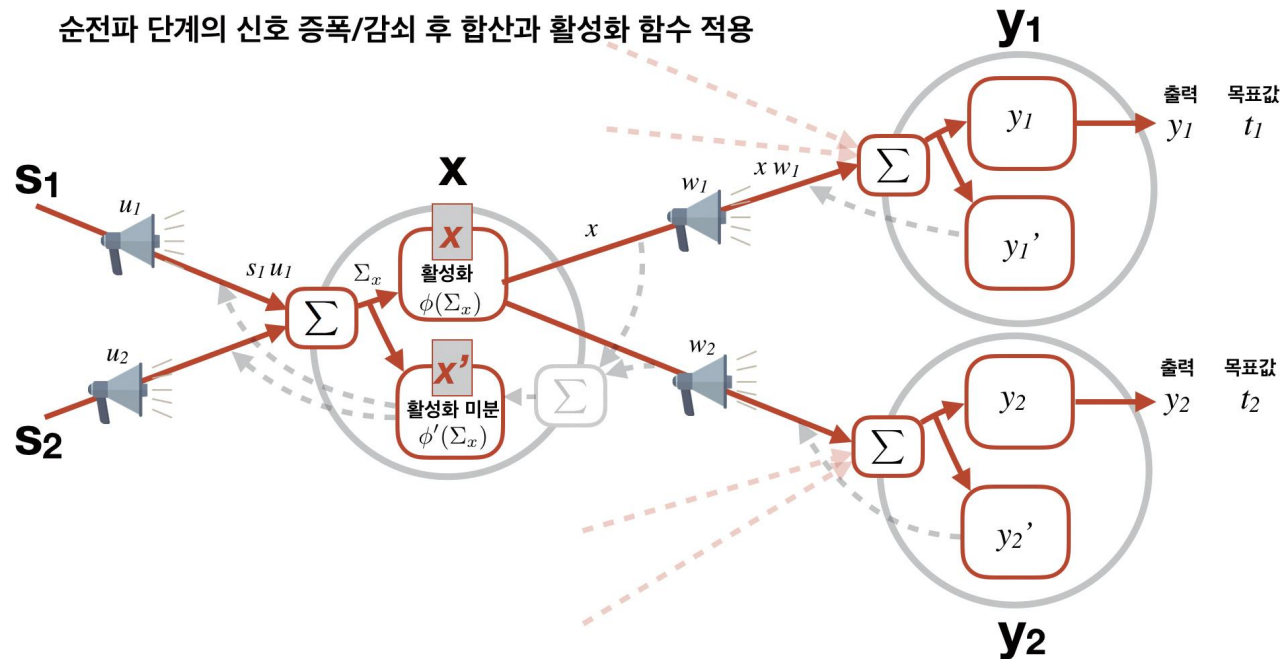 순전파 단계의 신호 증폭/감쇠 후 합산과 활성화 함수 적용
y₁
출력 목표값
y₁ t₁
y₁
∑
y₁’
x w₁
w₁
x
X
S₁
u₁
s₁ u₁
∑
Σₓ
x
활성화
ϕ(Σₓ)
x’
활성화 미분
ϕ′(Σₓ)
∑
u₂
S₂
w₂
∑
y₂
출력 목표값
y₂ t₂
y₂’
y₂